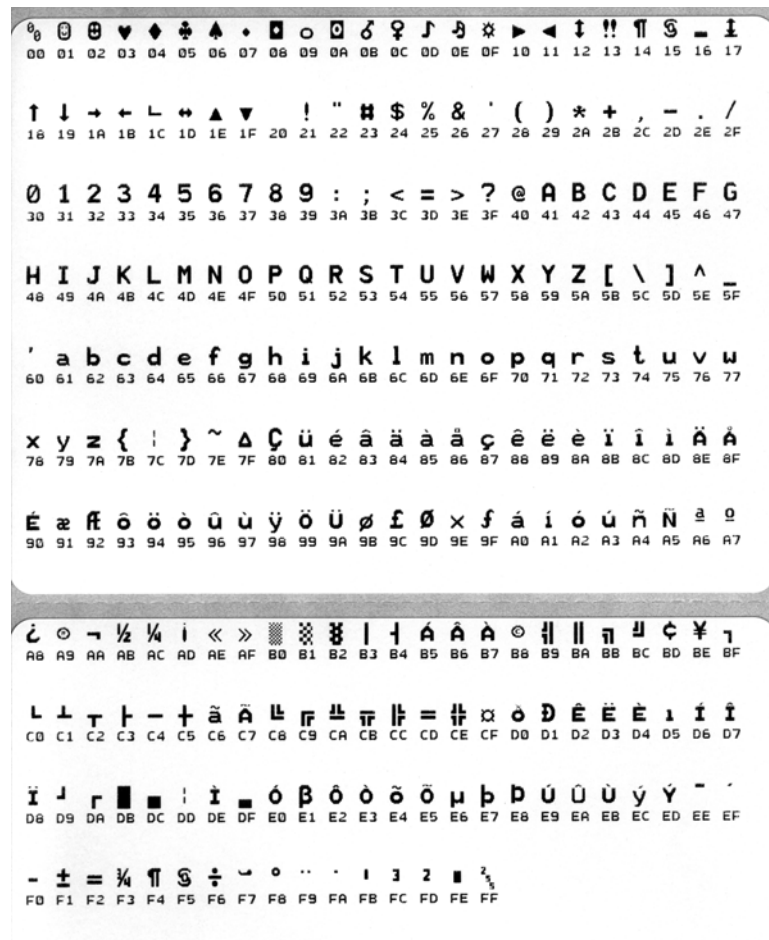 ⁰₀ ☺ ☻ ♥ ♦ ♣ ♠ • ◘ ○ ◙ ♂ ♀ ♪ ♫ ☼ ► ◄ ↕ ‼ ¶ § ▬ ↨
00 01 02 03 04 05 06 07 08 09 0A 0B 0C 0D 0E 0F 10 11 12 13 14 15 16 17
↑ ↓ → ← ∟ ↔ ▲ ▼ ! " # $ % & ' ( ) * + , - . /
18 19 1A 1B 1C 1D 1E 1F 20 21 22 23 24 25 26 27 28 29 2A 2B 2C 2D 2E 2F
0 1 2 3 4 5 6 7 8 9 : ; < = > ? @ A B C D E F G
30 31 32 33 34 35 36 37 38 39 3A 3B 3C 3D 3E 3F 40 41 42 43 44 45 46 47
H I J K L M N O P Q R S T U V W X Y Z [ \ ] ^ _
48 49 4A 4B 4C 4D 4E 4F 50 51 52 53 54 55 56 57 58 59 5A 5B 5C 5D 5E 5F
′ a b c d e f g h i j k l m n o p q r s t u v w
60 61 62 63 64 65 66 67 68 69 6A 6B 6C 6D 6E 6F 70 71 72 73 74 75 76 77
x y z { ¦ } ~ ∆ Ç ü é â ä à å ç ê ë è ï î ì Ä Å
78 79 7A 7B 7C 7D 7E 7F 80 81 82 83 84 85 86 87 88 89 8A 8B 8C 8D 8E 8F
É æ Æ ô ö ò û ù ÿ Ö Ü ø £ Ø × ƒ á í ó ú ñ Ñ ª º
90 91 92 93 94 95 96 97 98 99 9A 9B 9C 9D 9E 9F A0 A1 A2 A3 A4 A5 A6 A7
¿ ® ¬ ½ ¼ ¡ « » ░ ▒ ▓ │ ┤ Á Â À © ╣ ║ ╗ ╝ ¢ ¥ ┐
A8 A9 AA AB AC AD AE AF B0 B1 B2 B3 B4 B5 B6 B7 B8 B9 BA BB BC BD BE BF
└ ┴ ┬ ├ ─ ┼ ã Ã ╚ ╔ ╩ ╦ ╠ = ╬ ¤ ð Ð Ê Ë È ı Í Î
C0 C1 C2 C3 C4 C5 C6 C7 C8 C9 CA CB CC CD CE CF D0 D1 D2 D3 D4 D5 D6 D7
Ï ┘ ┌ █ ▄ ¦ Ì ▬ Ó β Ô Ò õ Õ µ þ Þ Ú Û Ù ý Ý ¯ ´
D8 D9 DA DB DC DD DE DF E0 E1 E2 E3 E4 E5 E6 E7 E8 E9 EA EB EC ED EE EF
- ± = ¾ ¶ § ÷ ¸ ° ¨ · ı 3 2 ■ ²₅₅
F0 F1 F2 F3 F4 F5 F6 F7 F8 F9 FA FB FC FD FE FF